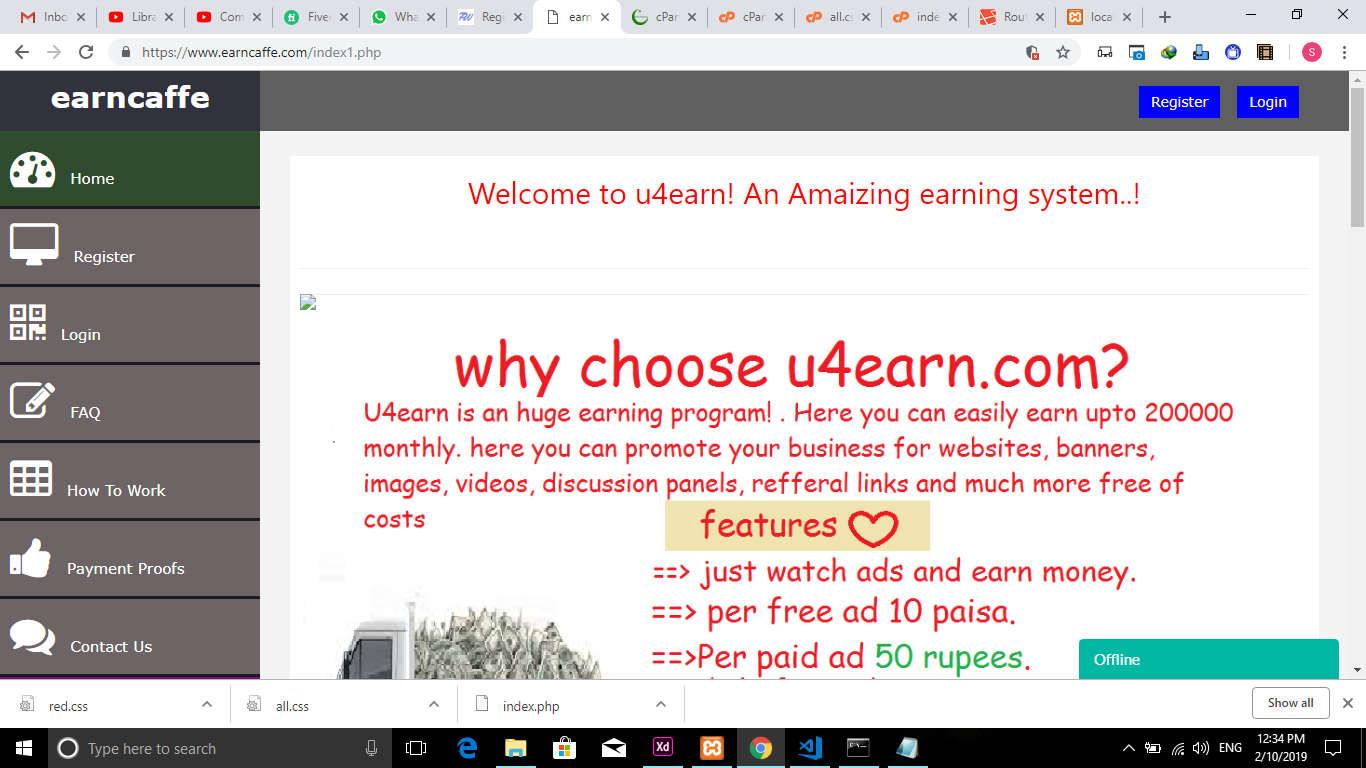 Inbo
Libra
Com
Fiver
Wha
Regi
earn
cPan
cPar
all.cs
inde
Rout
loca
https://www.earncaffe.com/index1.php
S
earncaffe
Register
Login
Home
Register
Login
FAQ
How To Work
Payment Proofs
Contact Us
Welcome to u4earn! An Amaizing earning system..!
why choose u4earn.com?
U4earn is an huge earning program! . Here you can easily earn upto 200000
monthly. here you can promote your business for websites, banners,
images, videos, discussion panels, refferal links and much more free of
costs
features
==> just watch ads and earn money.
==> per free ad 10 paisa.
==>Per paid ad 50 rupees.
Offline
red.css
all.css
index.php
Show all
Type here to search
Xd
ENG
12:34 PM
2/10/2019